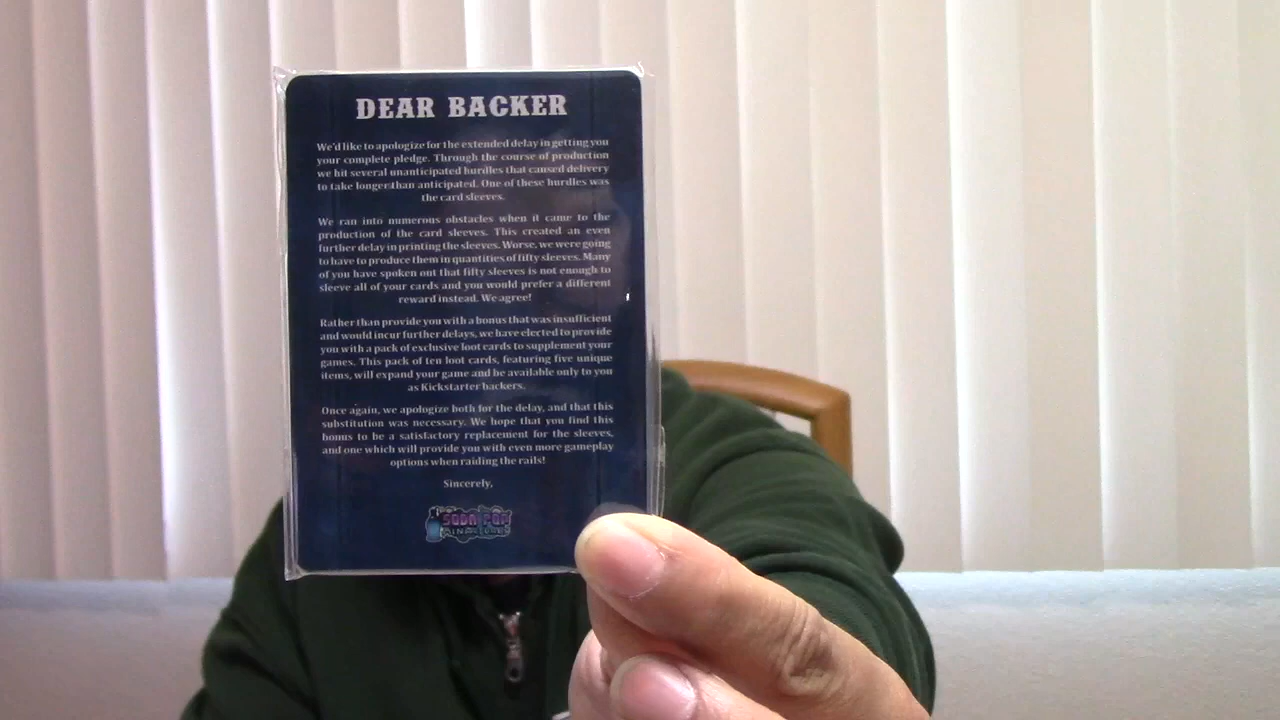 DEAR BACKER
We'd like to apologize for the extended delay in getting you
your complete pledge. Through the course of production
we hit several unanticipated hurdles that caused delivery
to take longer than anticipated. One of these hurdles was
the card sleeves.
We ran into numerous obstacles when it came to the
production of the card sleeves. This created an even
further delay in printing the sleeves. Worse, we were going
to have to produce them in quantities of fifty sleeves. Many
of you have spoken out that fifty sleeves is not enough to
sleeve all of your cards and you would prefer a different
reward instead. We agree!
Rather than provide you with a bonus that was insufficient
and would incur further delays, we have elected to provide
you with a pack of exclusive loot cards to supplement your
games. This pack of ten loot cards, featuring five unique
items, will expand your game and be available only to you
as Kickstarter backers.
Once again, we apologize both for the delay, and that this
substitution was necessary. We hope that you find this
bonus to be a satisfactory replacement for the sleeves,
and one which will provide you with even more gameplay
options when raiding the rails!
Sincerely,
SODA POP
MINIATURES